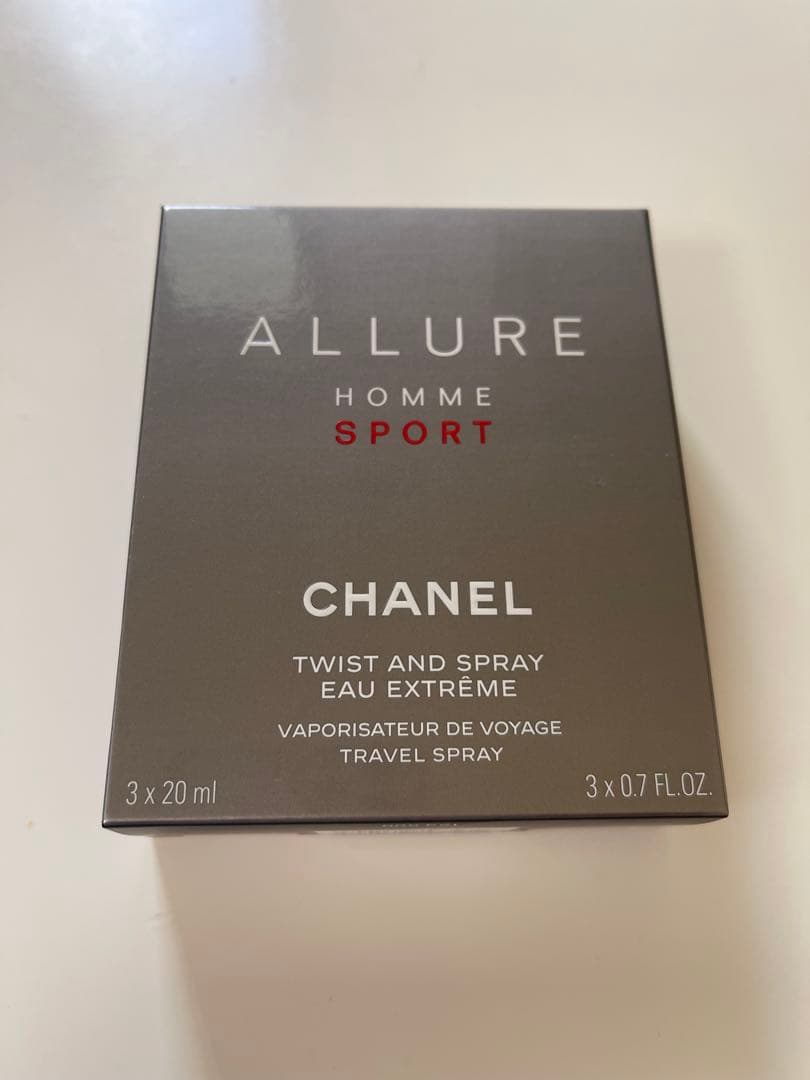 ALLURE
HOMME
SPORT
CHANEL
TWIST AND SPRAY
EAU EXTRÊME
VAPORISATEUR DE VOYAGE
TRAVEL SPRAY
3 x 20 ml
3 x 0.7 FL.OZ.